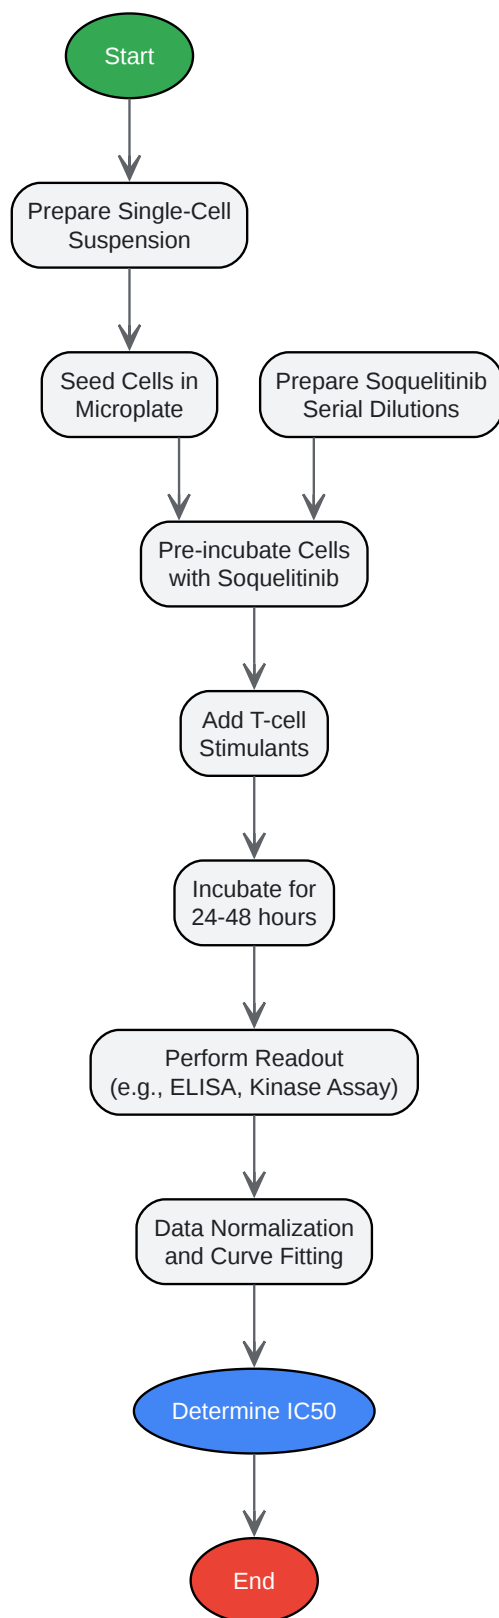 Start
Prepare Single-Cell
Suspension
Seed Cells in
Microplate
Prepare Soquelitinib
Serial Dilutions
Pre-incubate Cells
with Soquelitinib
Add T-cell
Stimulants
Incubate for
24-48 hours
Perform Readout
(e.g., ELISA, Kinase Assay)
Data Normalization
and Curve Fitting
Determine IC50
End